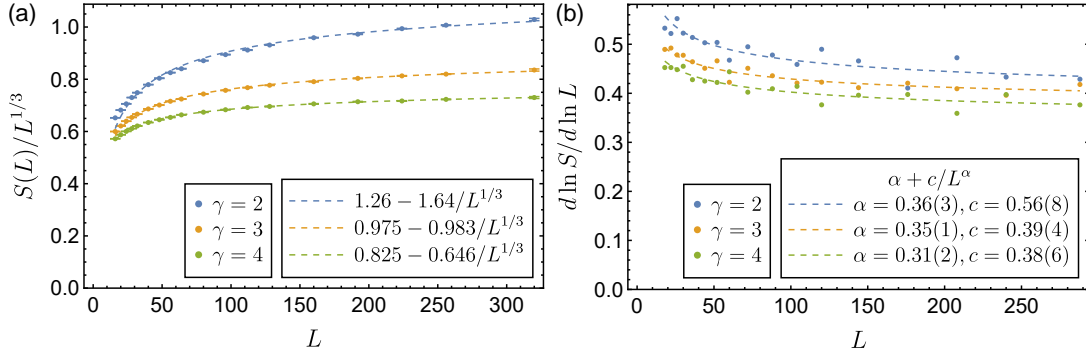 (a)
S(L)/L^{1/3}
1.0
0.8
0.6
0.4
0.2
0.0
γ = 2
γ = 3
γ = 4
1.26 − 1.64/L^{1/3}
0.975 − 0.983/L^{1/3}
0.825 − 0.646/L^{1/3}
0 50 100 150 200 250 300
L
(b)
d ln S/d ln L
0.5
0.4
0.3
0.2
0.1
0.0
γ = 2
γ = 3
γ = 4
α + c/L^α
α = 0.36(3), c = 0.56(8)
α = 0.35(1), c = 0.39(4)
α = 0.31(2), c = 0.38(6)
0 50 100 150 200 250
L